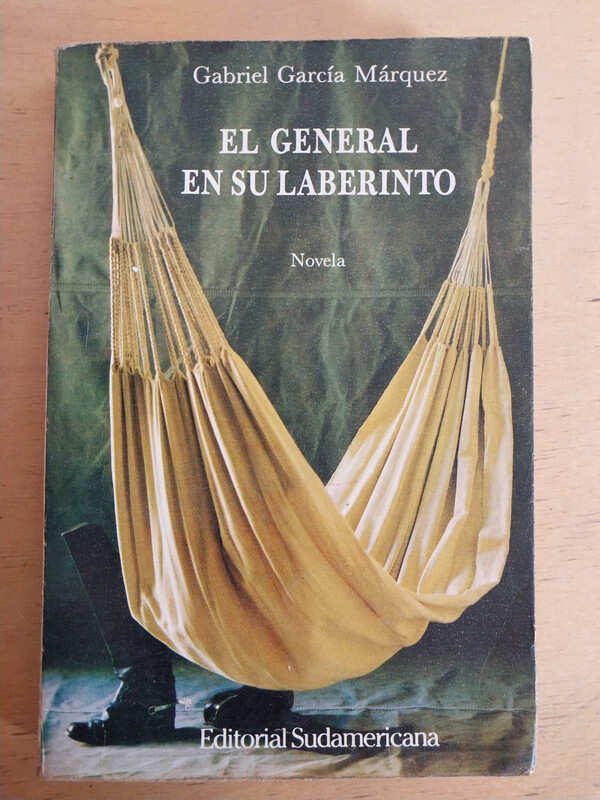 Gabriel García Márquez
EL GENERAL
EN SU LABERINTO
Novela
Editorial Sudamericana